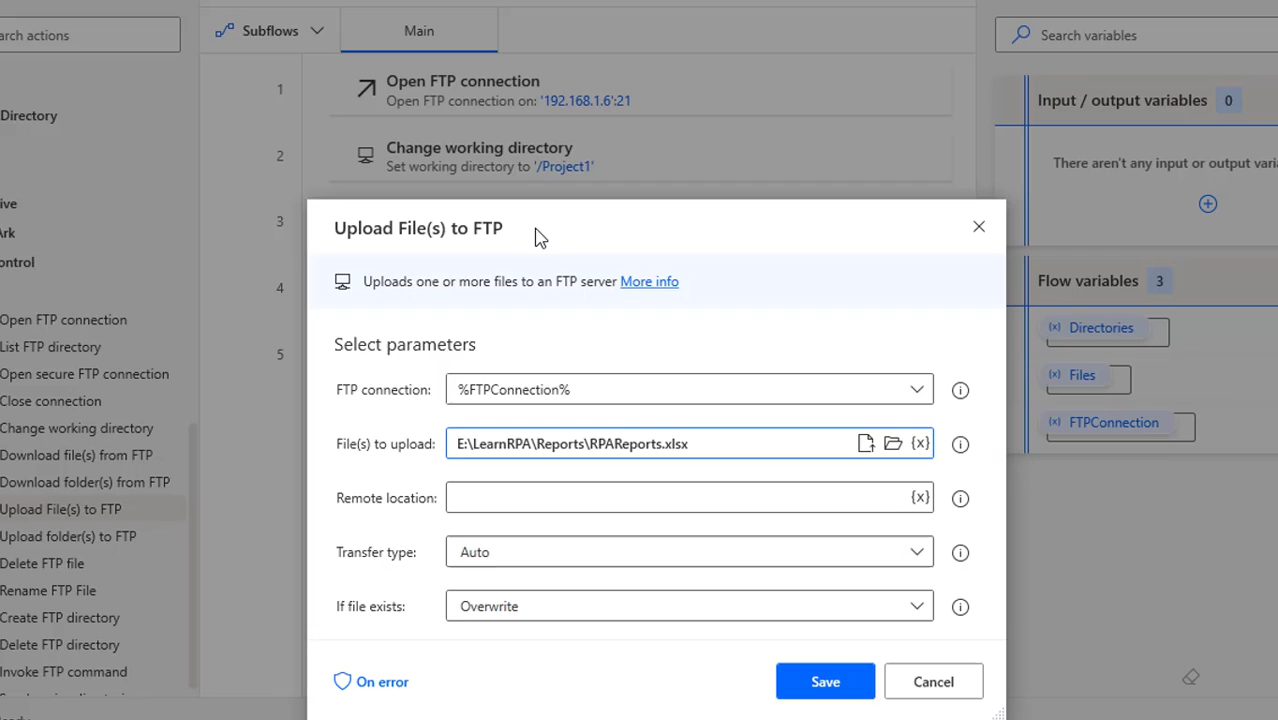 arch actions
Directory
ive
Ark
ontrol
Open FTP connection
List FTP directory
Open secure FTP connection
Close connection
Change working directory
Download file(s) from FTP
Download folder(s) from FTP
Upload File(s) to FTP
Upload folder(s) to FTP
Delete FTP file
Rename FTP File
Create FTP directory
Delete FTP directory
Invoke FTP command
Subflows
Main
1
Open FTP connection
Open FTP connection on: '192.168.1.6':21
2
Change working directory
Set working directory to '/Project1'
3
4
5
Upload File(s) to FTP
Uploads one or more files to an FTP server More info
Select parameters
FTP connection: %FTPConnection%
File(s) to upload: E:\LearnRPA\Reports\RPAReports.xlsx {x}
Remote location: {x}
Transfer type: Auto
If file exists: Overwrite
On error
Save
Cancel
Search variables
Input / output variables 0
There aren't any input or output vari
Flow variables 3
(x) Directories
(x) Files
(x) FTPConnection